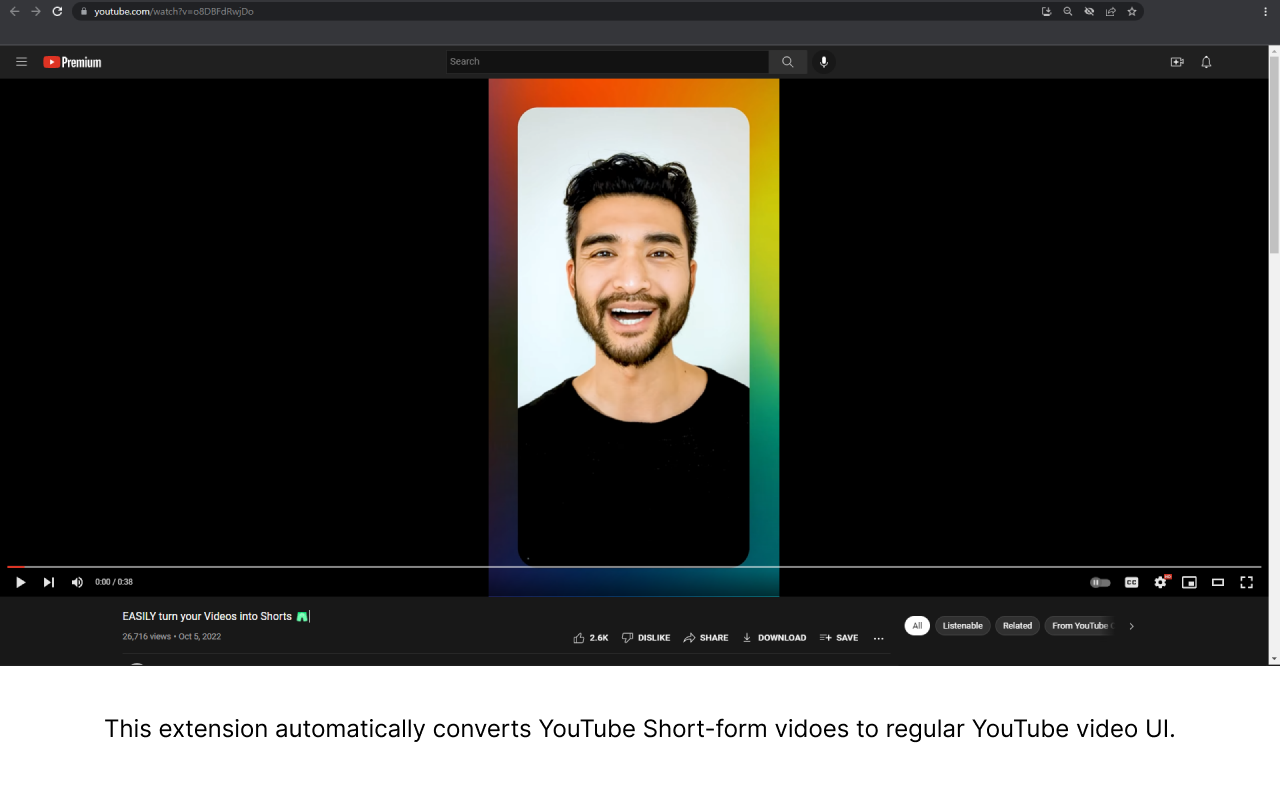 youtube.com/watch?v=o8DBFdRwjDo
Premium
Search
0:00 / 0:38
CC
HD
EASILY turn your Videos into Shorts 🩳
26,716 views • Oct 5, 2022
2.6K DISLIKE SHARE DOWNLOAD SAVE ...
All Listenable Related From YouTube
This extension automatically converts YouTube Short-form vidoes to regular YouTube video UI.